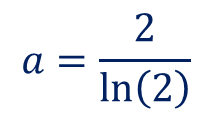 a = 2/ln(2)